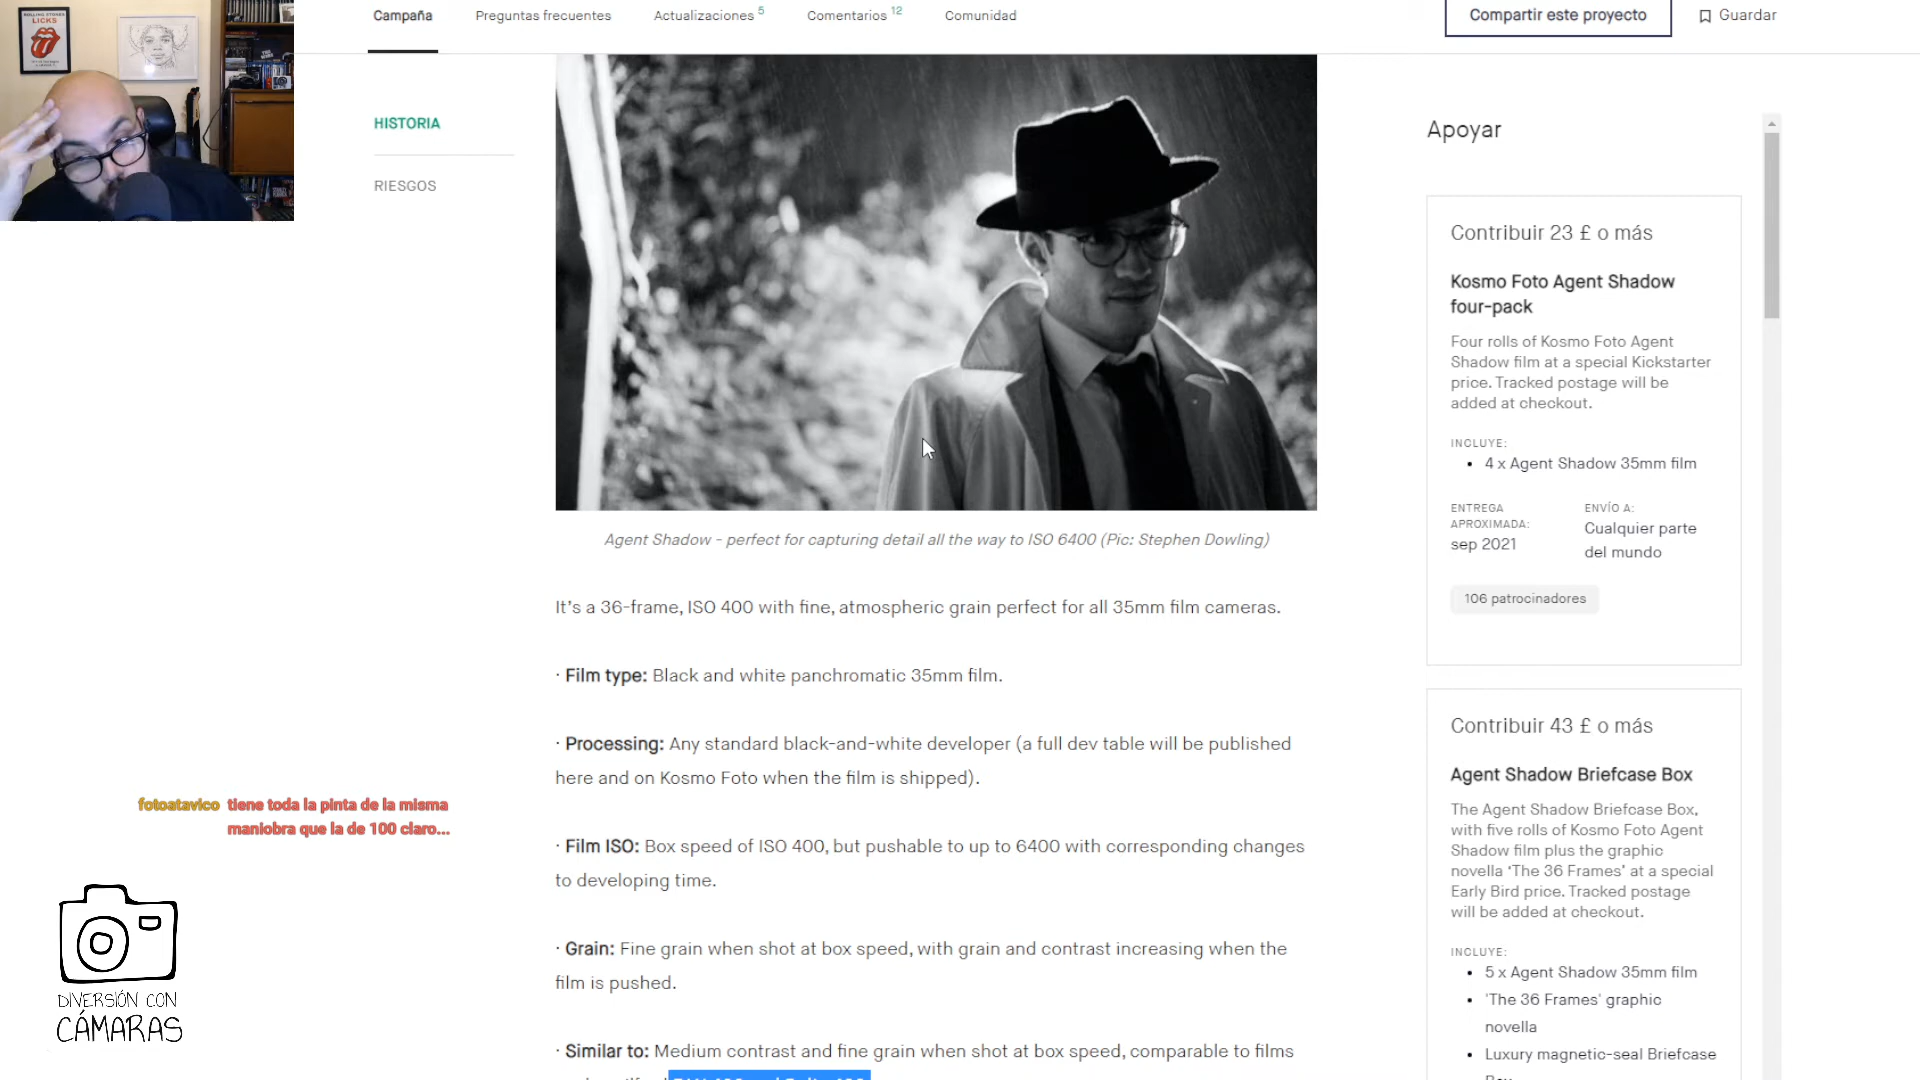 Campaña
Preguntas frecuentes
Actualizaciones 5
Comentarios 12
Comunidad
Compartir este proyecto
Guardar
ROLLING STONES
LICKS
HISTORIA
RIESGOS
Agent Shadow - perfect for capturing detail all the way to ISO 6400 (Pic: Stephen Dowling)
It's a 36-frame, ISO 400 with fine, atmospheric grain perfect for all 35mm film cameras.
· Film type: Black and white panchromatic 35mm film.
· Processing: Any standard black-and-white developer (a full dev table will be published
here and on Kosmo Foto when the film is shipped).
· Film ISO: Box speed of ISO 400, but pushable to up to 6400 with corresponding changes
to developing time.
· Grain: Fine grain when shot at box speed, with grain and contrast increasing when the
film is pushed.
· Similar to: Medium contrast and fine grain when shot at box speed, comparable to films
Apoyar
Contribuir 23 £ o más
Kosmo Foto Agent Shadow
four-pack
Four rolls of Kosmo Foto Agent
Shadow film at a special Kickstarter
price. Tracked postage will be
added at checkout.
INCLUYE:
• 4 x Agent Shadow 35mm film
ENTREGA
APROXIMADA:
sep 2021
ENVÍO A:
Cualquier parte
del mundo
106 patrocinadores
Contribuir 43 £ o más
Agent Shadow Briefcase Box
The Agent Shadow Briefcase Box,
with five rolls of Kosmo Foto Agent
Shadow film plus the graphic
novella ‘The 36 Frames’ at a special
Early Bird price. Tracked postage
will be added at checkout.
INCLUYE:
• 5 x Agent Shadow 35mm film
• 'The 36 Frames' graphic
novella
• Luxury magnetic-seal Briefcase
fotoatavico tiene toda la pinta de la misma
maniobra que la de 100 claro...
DIVERSIÓN CON
CÁMARAS